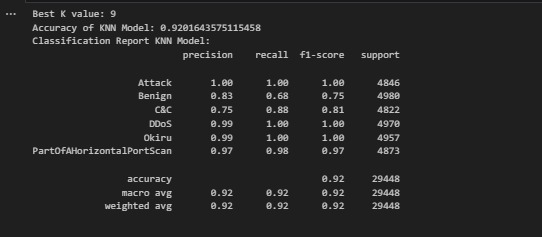 Best K value: 9
Accuracy of KNN Model: 0.9201643575115458
Classification Report KNN Model:
precision recall f1-score support
Attack 1.00 1.00 1.00 4846
Benign 0.83 0.68 0.75 4980
C&C 0.75 0.88 0.81 4822
DDoS 0.99 1.00 1.00 4970
Okiru 0.99 1.00 1.00 4957
PartOfAHorizontalPortScan 0.97 0.98 0.97 4873
accuracy 0.92 29448
macro avg 0.92 0.92 0.92 29448
weighted avg 0.92 0.92 0.92 29448